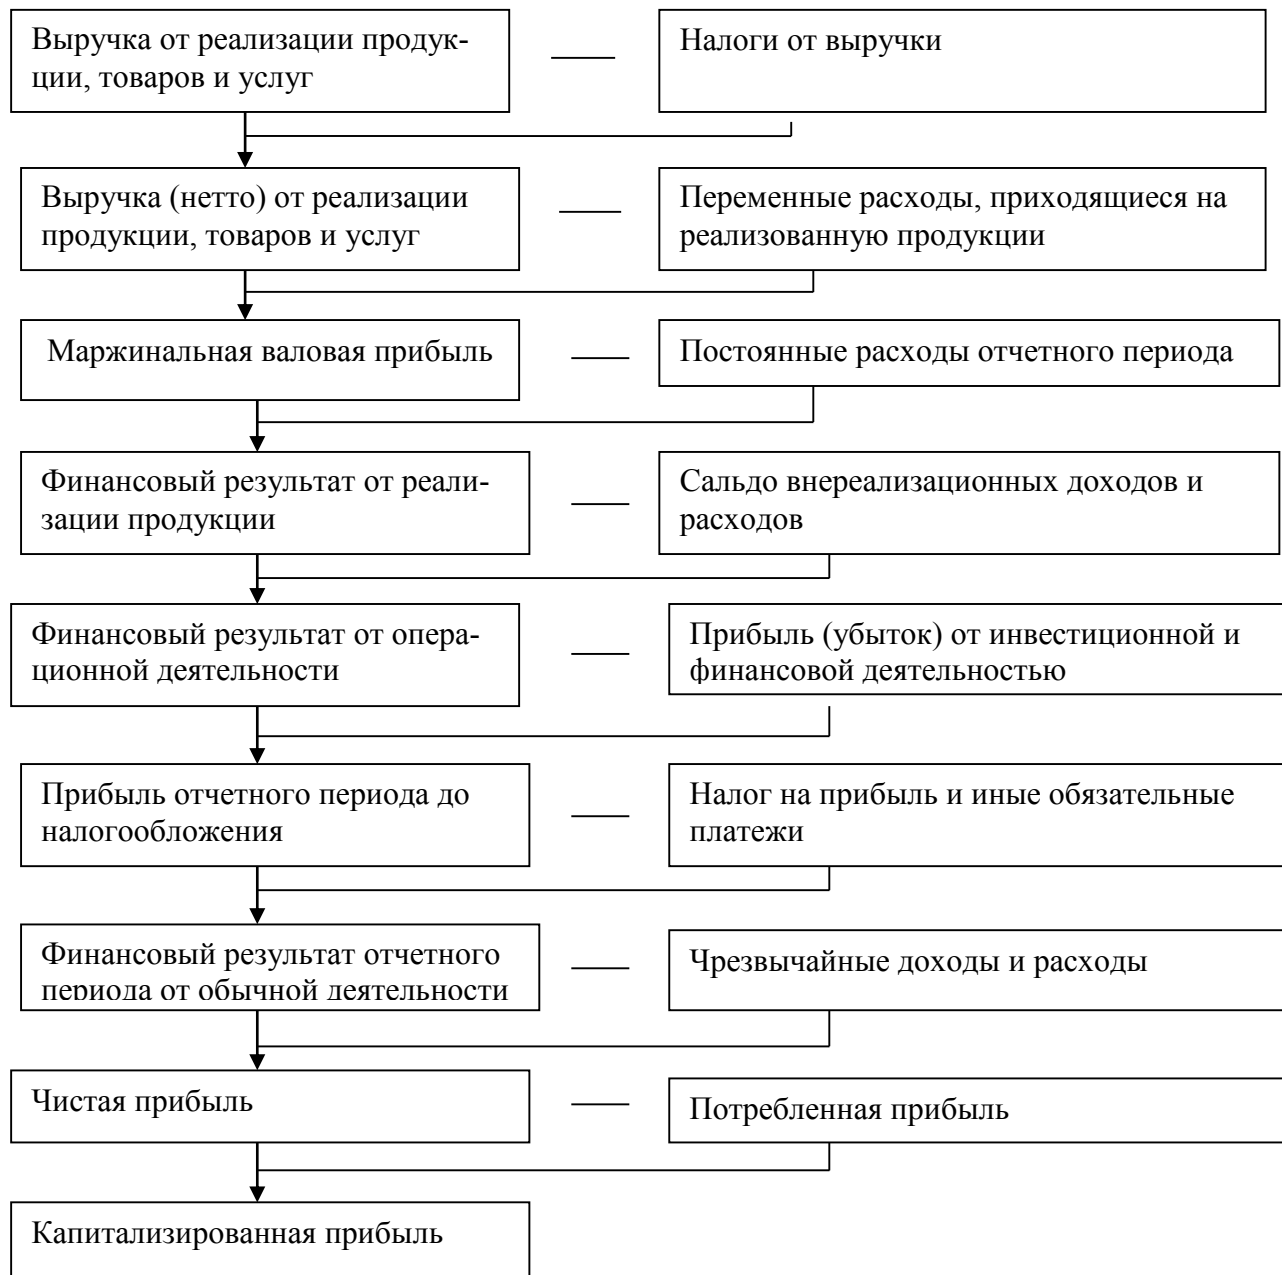 Выручка от реализации продук-
ции, товаров и услуг
Налоги от выручки
Выручка (нетто) от реализации
продукции, товаров и услуг
Переменные расходы, приходящиеся на
реализованную продукции
Маржинальная валовая прибыль
Постоянные расходы отчетного периода
Финансовый результат от реали-
зации продукции
Сальдо внереализационных доходов и
расходов
Финансовый результат от опера-
ционной деятельности
Прибыль (убыток) от инвестиционной и
финансовой деятельностью
Прибыль отчетного периода до
налогообложения
Налог на прибыль и иные обязательные
платежи
Финансовый результат отчетного
периода от обычной деятельности
Чрезвычайные доходы и расходы
Чистая прибыль
Потребленная прибыль
Капитализированная прибыль